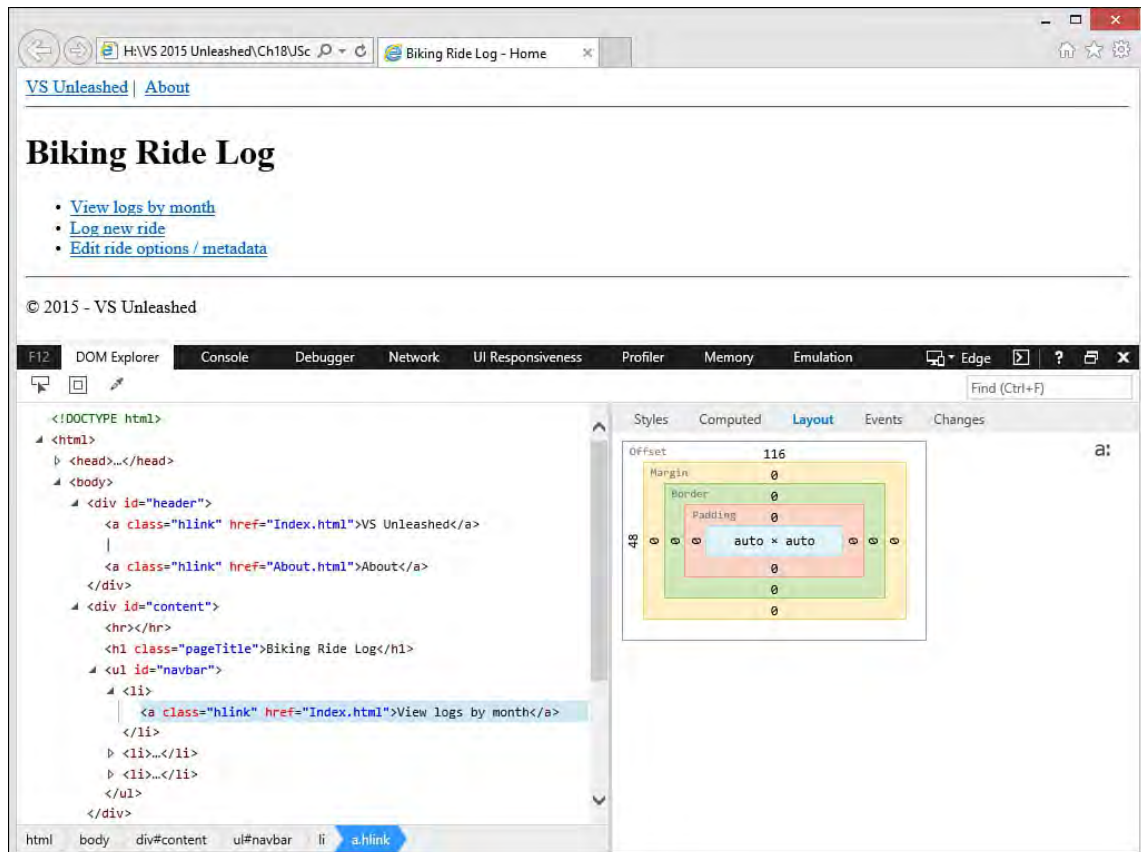 H:\VS 2015 Unleashed\Ch18\JSc
Biking Ride Log - Home
VS Unleashed | About
Biking Ride Log
• View logs by month
• Log new ride
• Edit ride options / metadata
© 2015 - VS Unleashed
F12 DOM Explorer Console Debugger Network UI Responsiveness Profiler Memory Emulation Edge ?
Find (Ctrl+F)
<!DOCTYPE html>
<html>
<head>…</head>
<body>
<div id="header">
<a class="hlink" href="Index.html">VS Unleashed</a>
|
<a class="hlink" href="About.html">About</a>
</div>
<div id="content">
<hr></hr>
<h1 class="pageTitle">Biking Ride Log</h1>
<ul id="navbar">
<li>
<a class="hlink" href="Index.html">View logs by month</a>
</li>
<li>…</li>
<li>…</li>
</ul>
</div>
html body div#content ul#navbar li a.hlink
Styles Computed Layout Events Changes
a:
Offset 116
Margin 0
Border 0
Padding 0
48 0 0 0 auto × auto 0 0 0
0
0
0